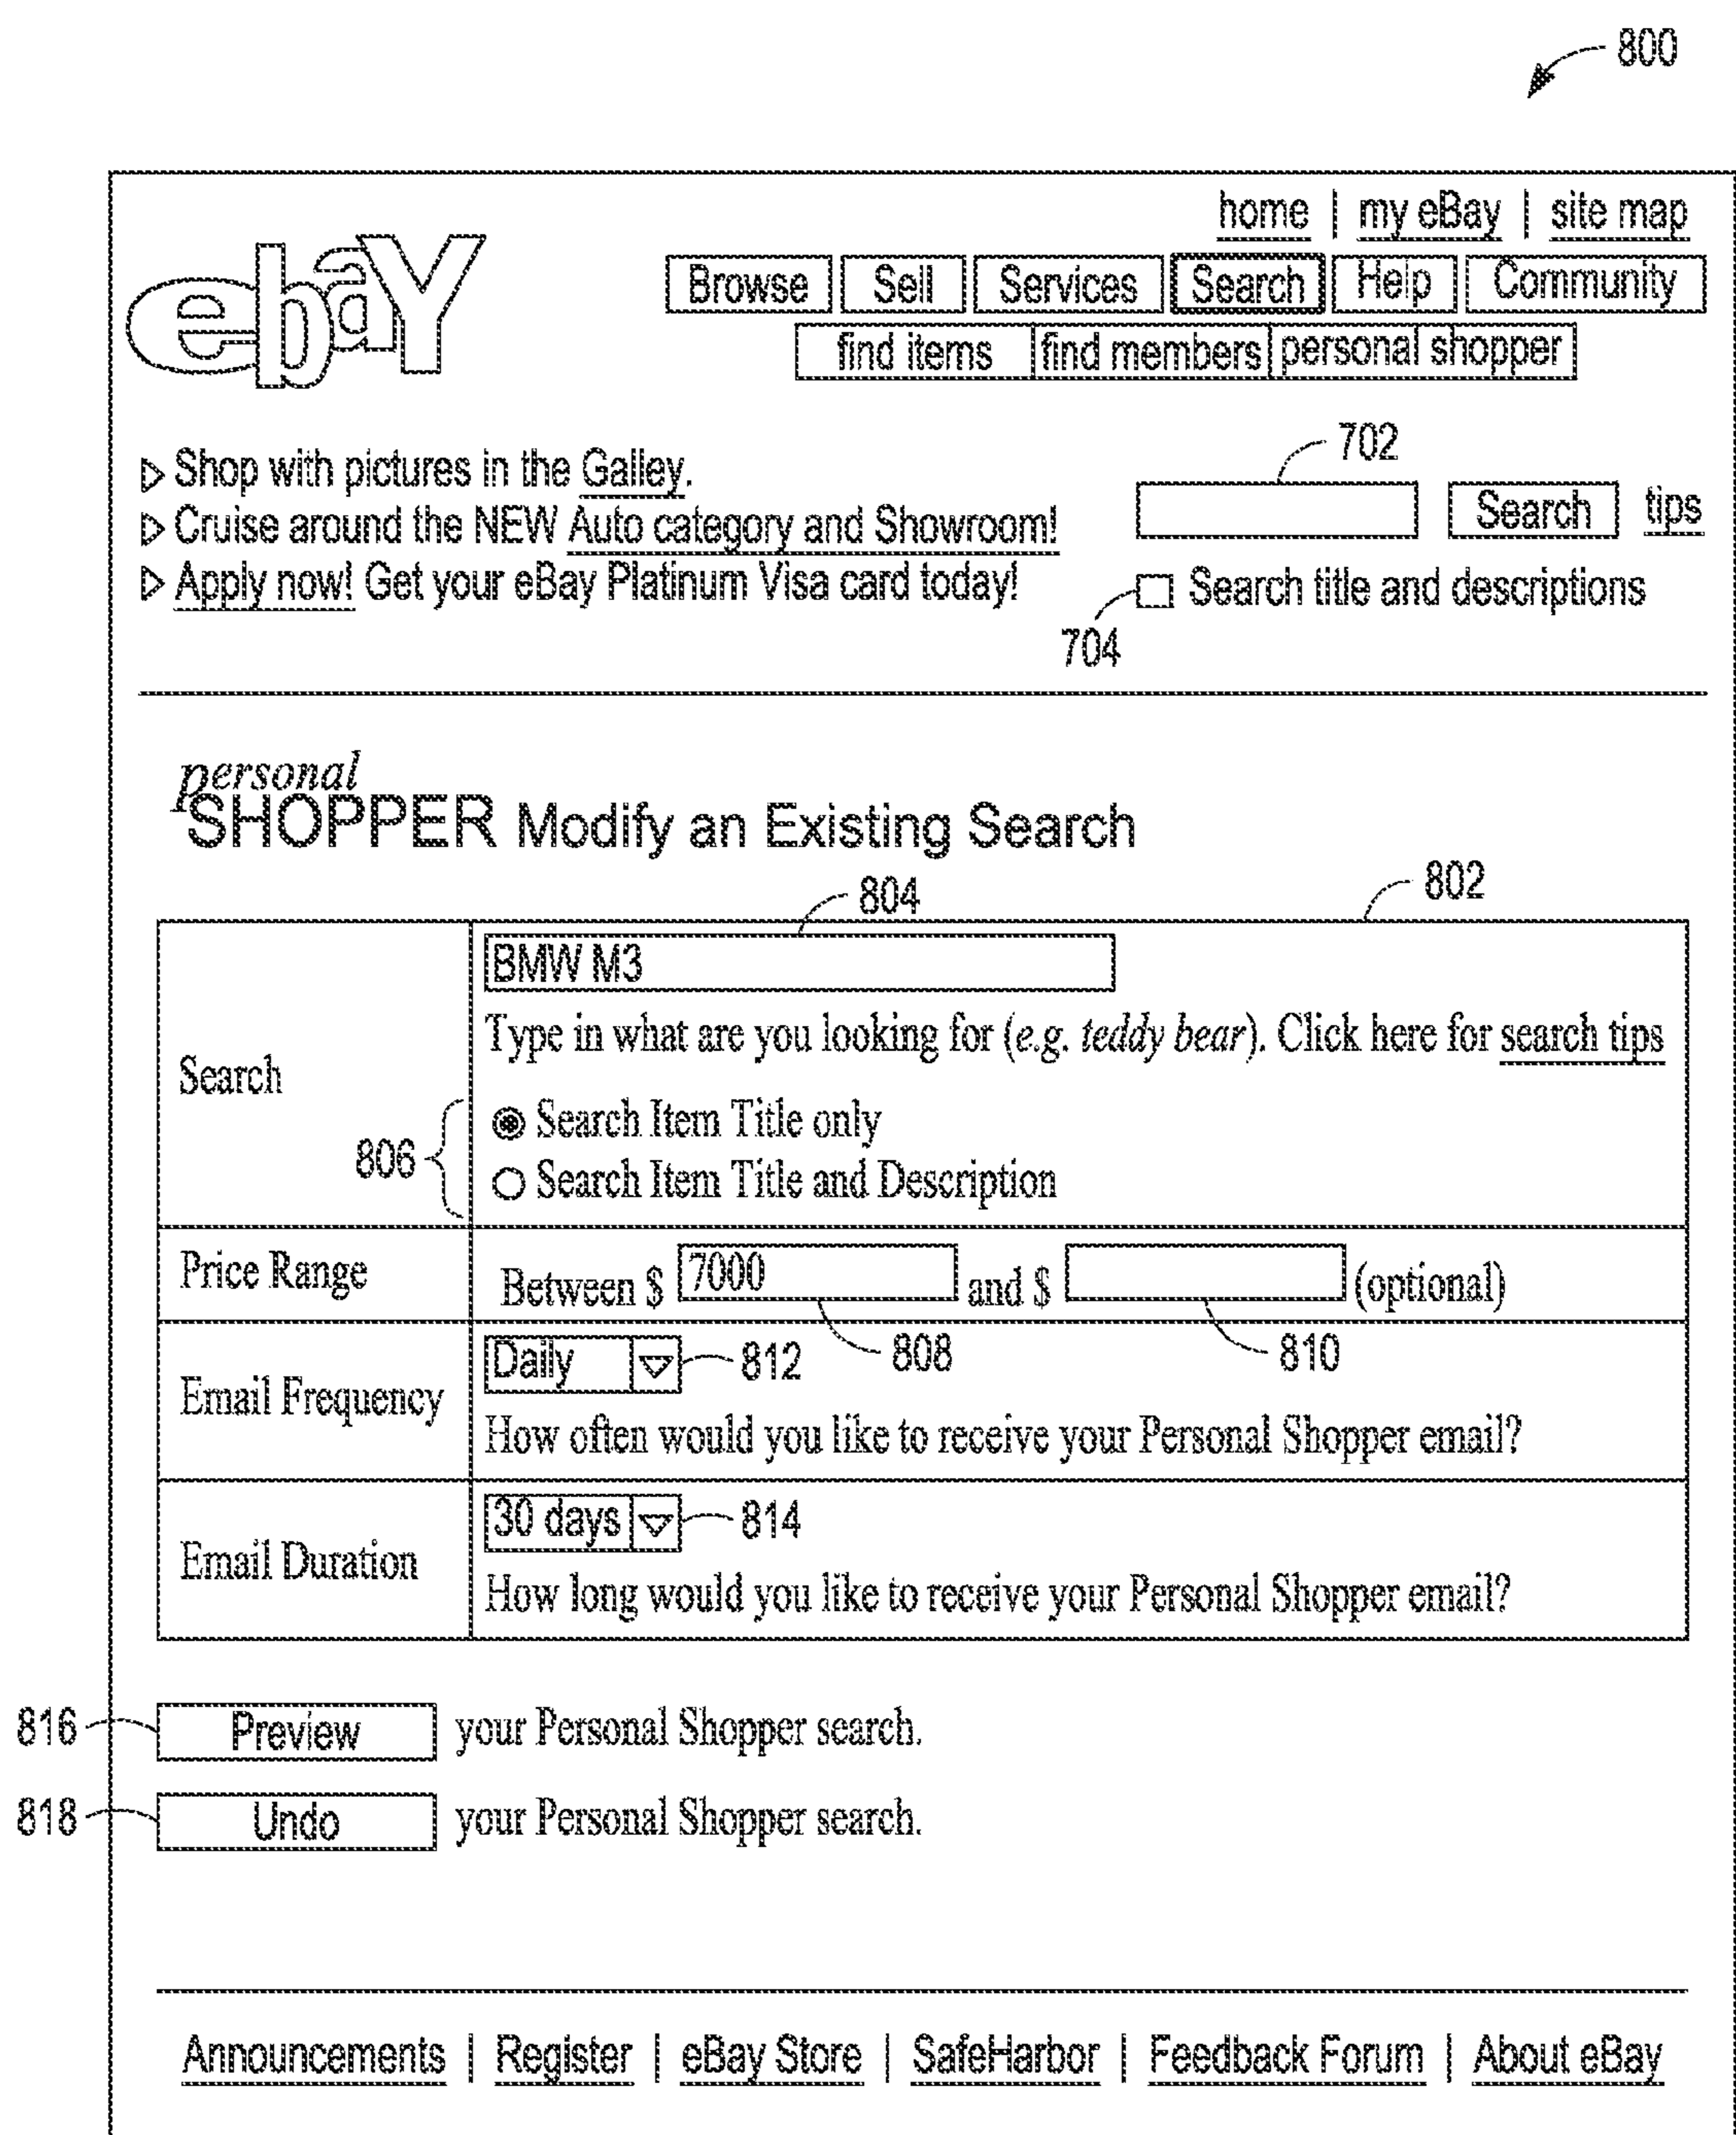 800
home | my eBay | site map
ebaY
Browse Sell Services Search Help Community
find items find members personal shopper
702
Shop with pictures in the Galley.
Search tips
Cruise around the NEW Auto category and Showroom!
Apply now! Get your eBay Platinum Visa card today!
Search title and descriptions
704
personal
SHOPPER Modify an Existing Search
802
804
BMW M3
Type in what are you looking for (e.g. teddy bear). Click here for search tips
Search
Search Item Title only
806
Search Item Title and Description
Price Range
Between $ 7000 and $ (optional)
808
810
Daily
812
Email Frequency
How often would you like to receive your Personal Shopper email?
30 days
814
Email Duration
How long would you like to receive your Personal Shopper email?
816
Preview your Personal Shopper search.
818
Undo your Personal Shopper search.
Announcements | Register | eBay Store | SafeHarbor | Feedback Forum | About eBay